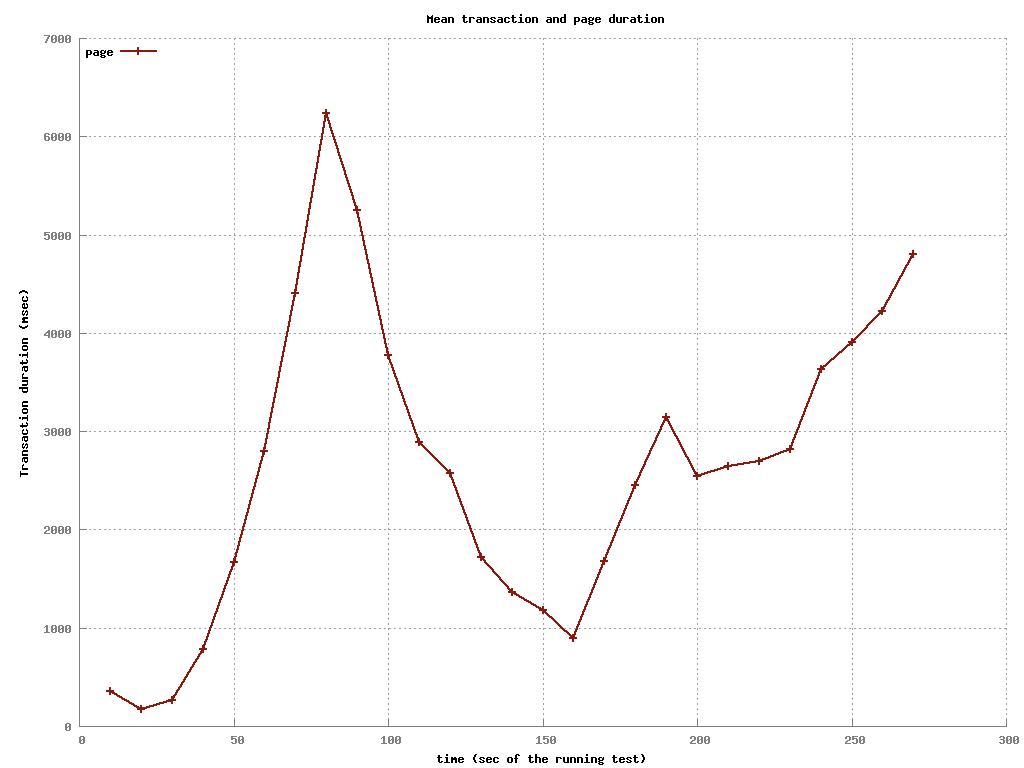 Mean transaction and page duration
page
7000
6000
5000
4000
3000
2000
1000
0
Transaction duration (msec)
0 50 100 150 200 250 300
time (sec of the running test)